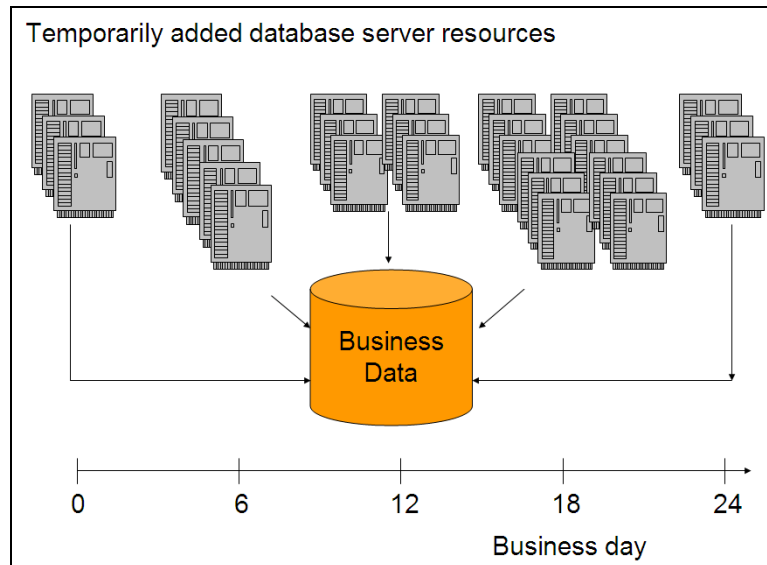 Temporarily added database server resources
Business
Data
0 6 12 18 24
Business day